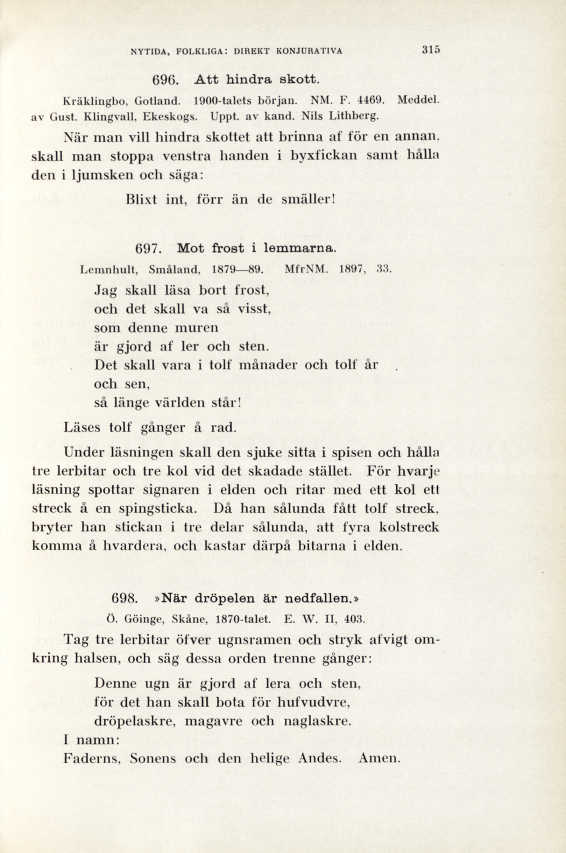 NYTIDA, FOLKLIGA: DIREKT KONJURATIVA 315
696. Att hindra skott.
Kräklingbo, Gotland. 1900-talets början. NM. F. 4469. Meddel.
av Gust. Klingvall, Ekeskogs. Uppt. av kand. Nils Lithberg.
När man vill hindra skottet att brinna af för en annan,
skall man stoppa venstra handen i byxfickan samt hålla
den i ljumsken och säga:
Blixt int, förr än de smäller!
697. Mot frost i lemmarna.
Lemnhult, Småland, 1879—89. MfrNM. 1897, 33.
Jag skall läsa bort frost,
och det skall va så visst,
som denne muren
är gjord af ler och sten.
Det skall vara i tolf månader och tolf år
och sen,
så länge världen står!
Läses tolf gånger å rad.
Under läsningen skall den sjuke sitta i spisen och hålla
tre lerbitar och tre kol vid det skadade stället. För hvarje
läsning spottar signaren i elden och ritar med ett kol ett
streck å en spingsticka. Då han sålunda fått tolf streck,
bryter han stickan i tre delar sålunda, att fyra kolstreck
komma å hvardera, och kastar därpå bitarna i elden.
698. »När dröpelen är nedfallen.»
Ö. Göinge, Skåne, 1870-talet. E. W. II, 403.
Tag tre lerbitar öfver ugnsramen och stryk afvigt om-
kring halsen, och säg dessa orden trenne gånger:
Denne ugn är gjord af lera och sten,
för det han skall bota för hufvudvre,
dröpelaskre, magavre och naglaskre.
I namn:
Faderns, Sonens och den helige Andes. Amen.